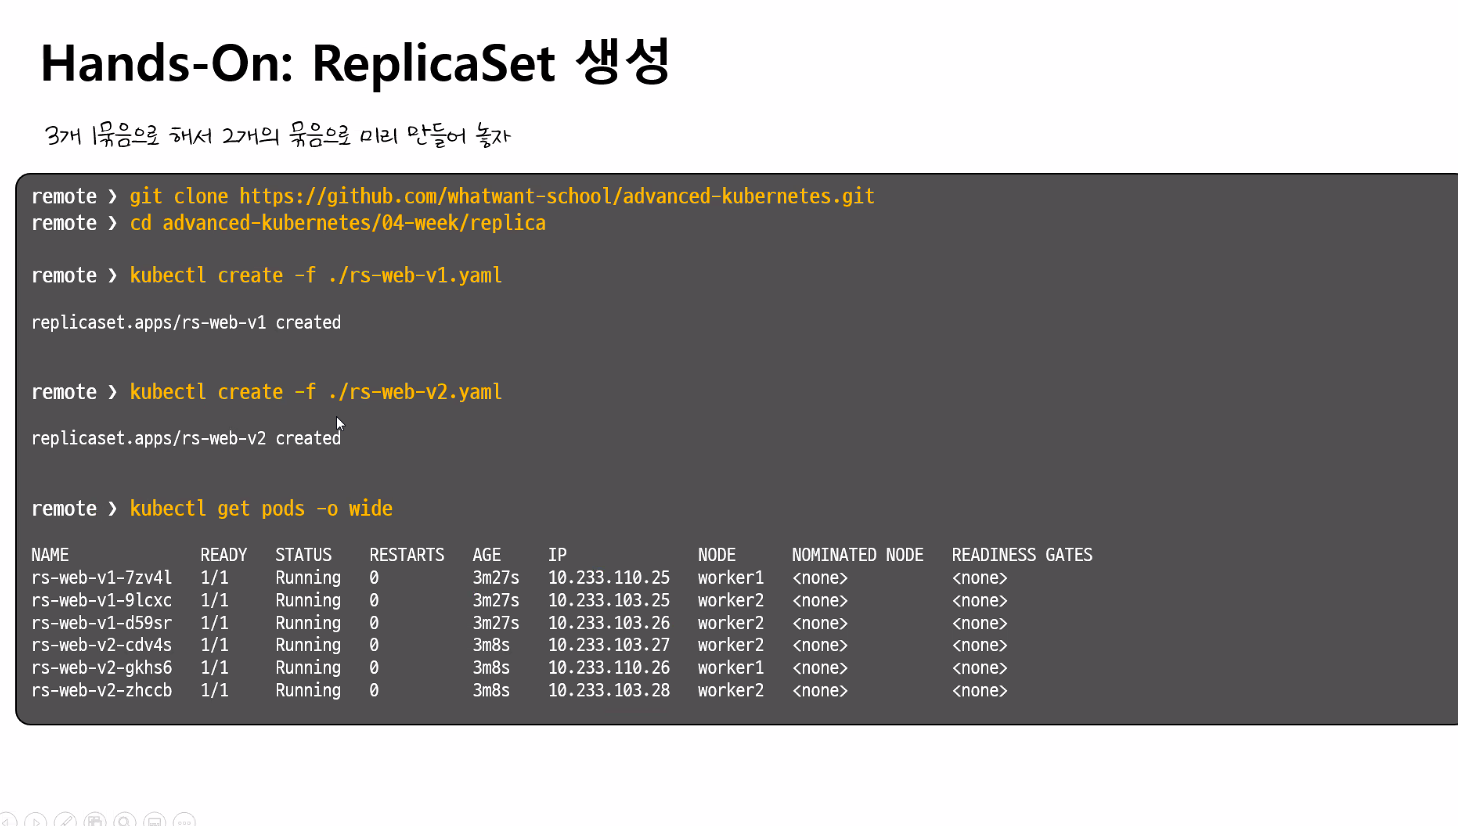 Hands-On: ReplicaSet 생성
3개 1묶음으로 해서 2개의 묶음으로 미리 만들어 놓자
remote ❯ git clone https://github.com/whatwant-school/advanced-kubernetes.git
remote ❯ cd advanced-kubernetes/04-week/replica
remote ❯ kubectl create -f ./rs-web-v1.yaml
replicaset.apps/rs-web-v1 created
remote ❯ kubectl create -f ./rs-web-v2.yaml
replicaset.apps/rs-web-v2 created
remote ❯ kubectl get pods -o wide
NAME READY STATUS RESTARTS AGE IP NODE NOMINATED NODE READINESS GATES
rs-web-v1-7zv4l 1/1 Running 0 3m27s 10.233.110.25 worker1 <none> <none>
rs-web-v1-9lcxc 1/1 Running 0 3m27s 10.233.103.25 worker2 <none> <none>
rs-web-v1-d59sr 1/1 Running 0 3m27s 10.233.103.26 worker2 <none> <none>
rs-web-v2-cdv4s 1/1 Running 0 3m8s 10.233.103.27 worker2 <none> <none>
rs-web-v2-gkhs6 1/1 Running 0 3m8s 10.233.110.26 worker1 <none> <none>
rs-web-v2-zhccb 1/1 Running 0 3m8s 10.233.103.28 worker2 <none> <none>